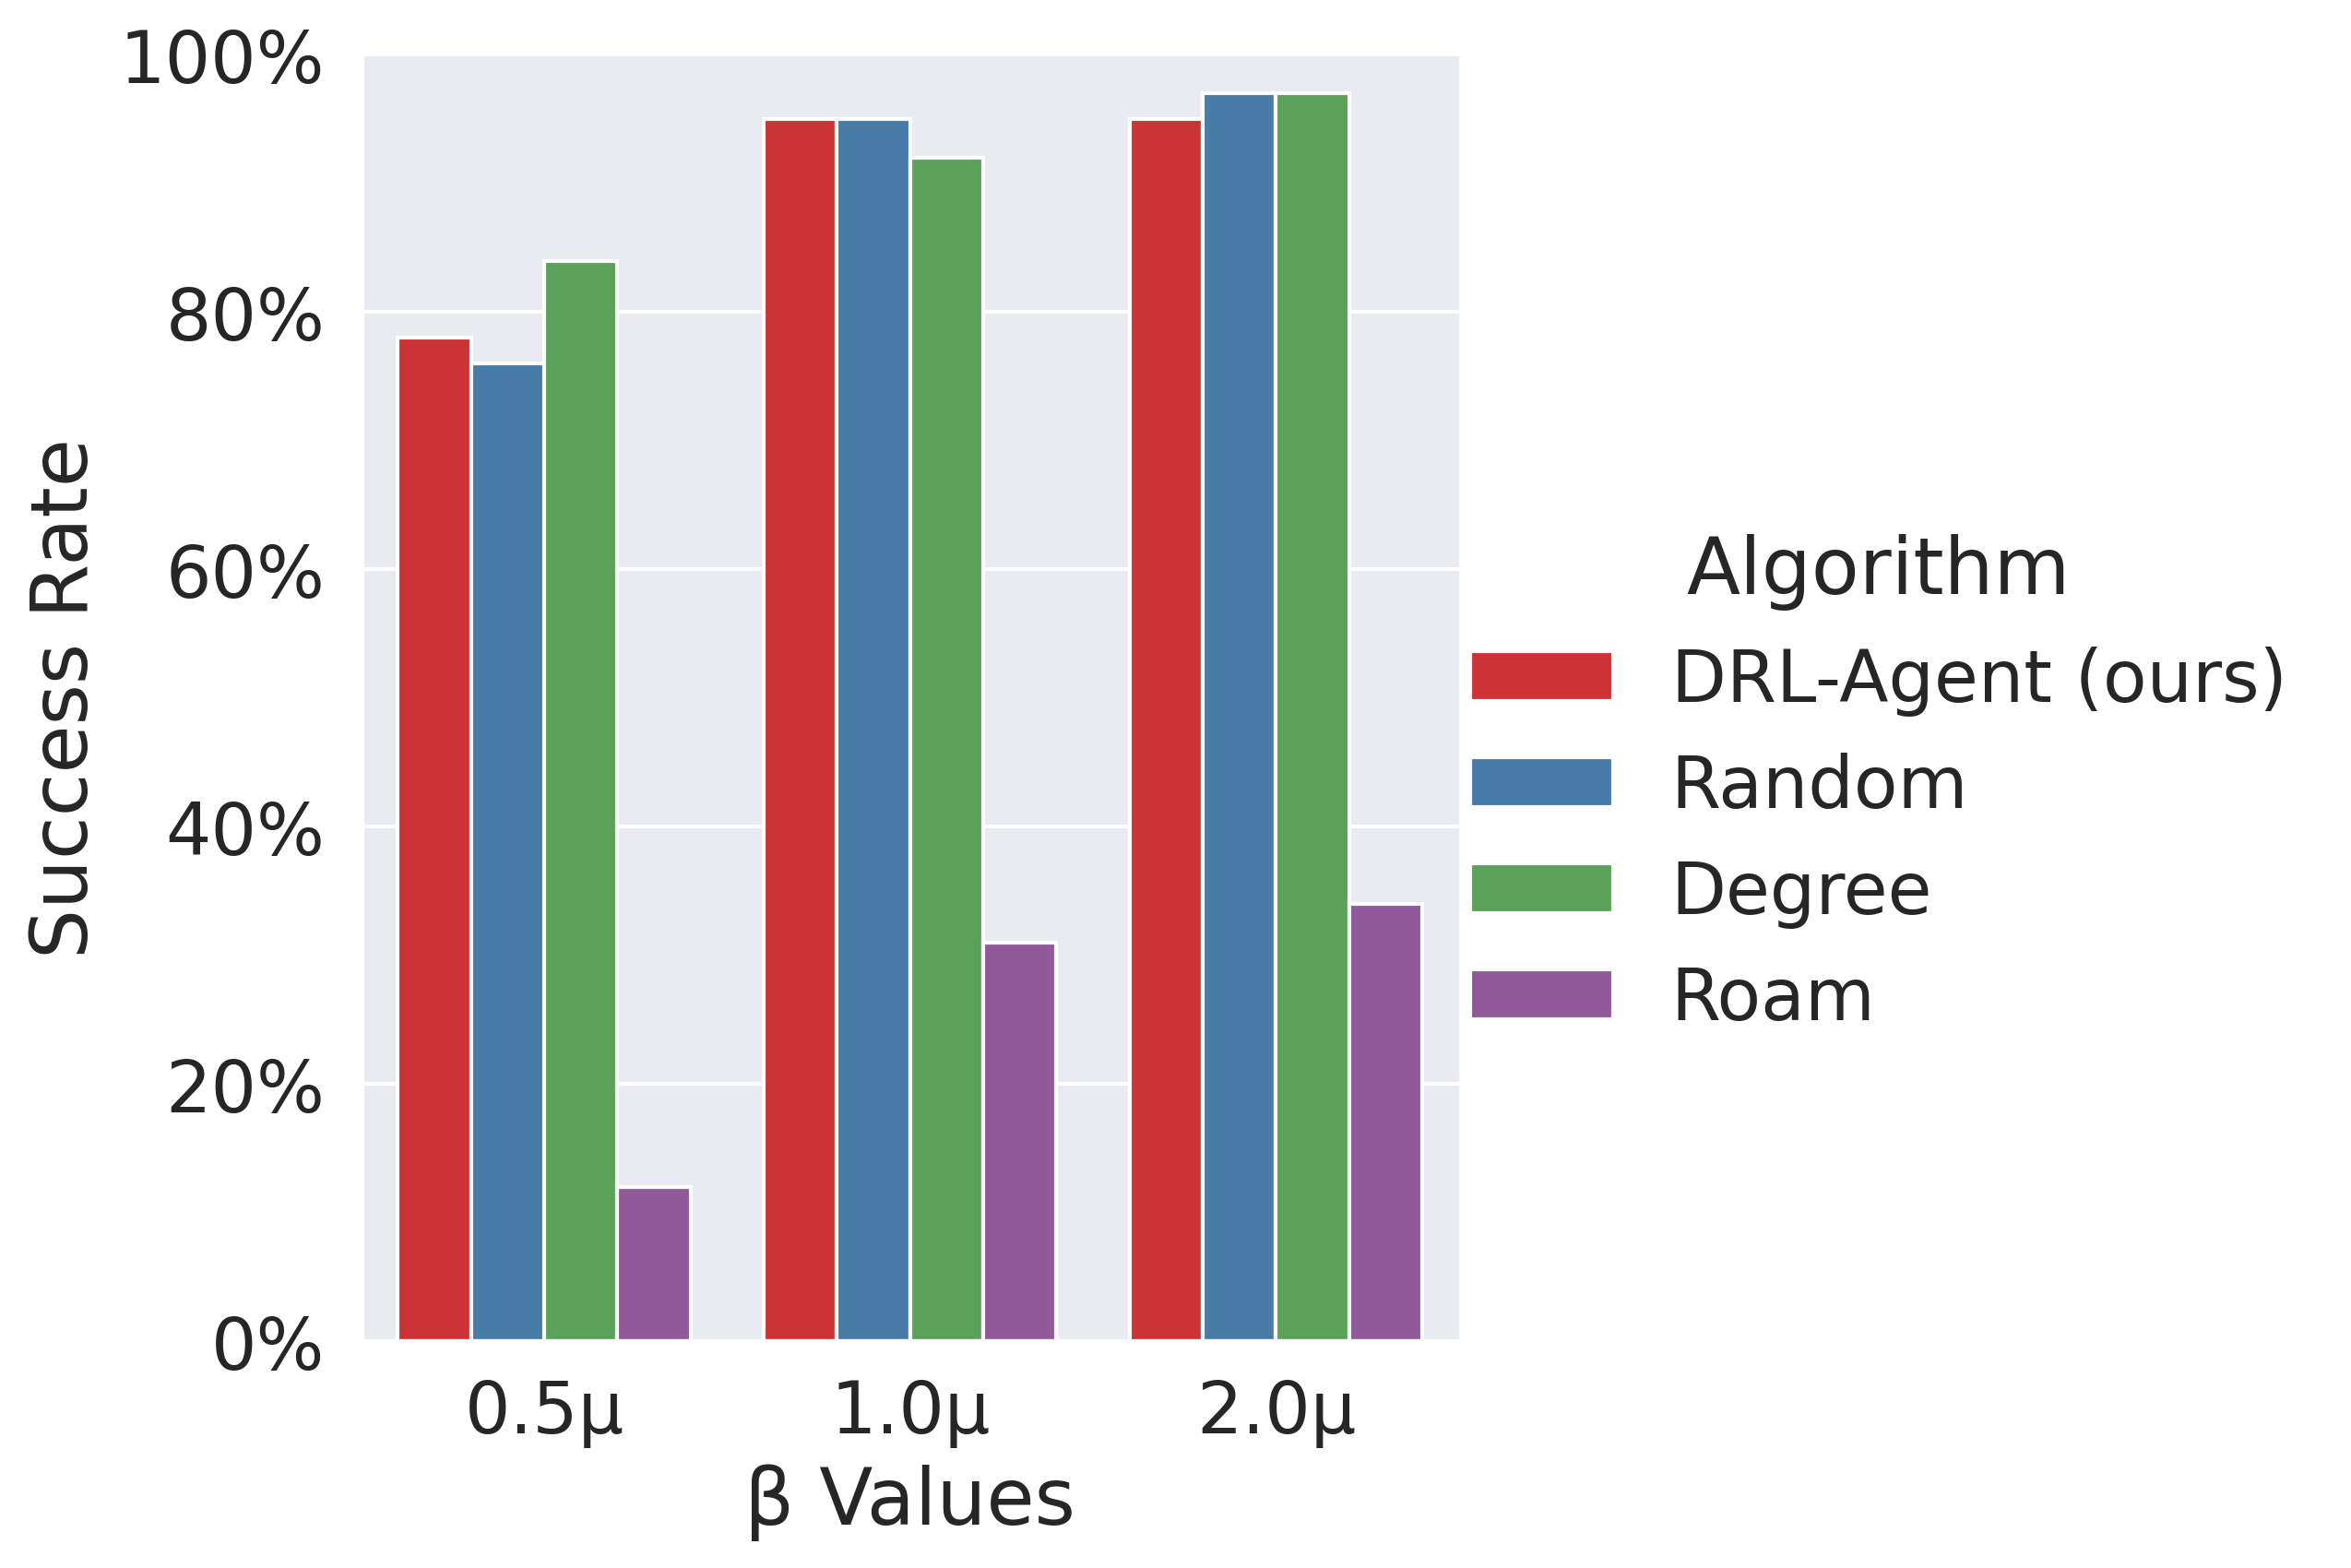 100%
80%
60%
40%
20%
0%
Success Rate
0.5μ 1.0μ 2.0μ
β Values
Algorithm
DRL-Agent (ours)
Random
Degree
Roam